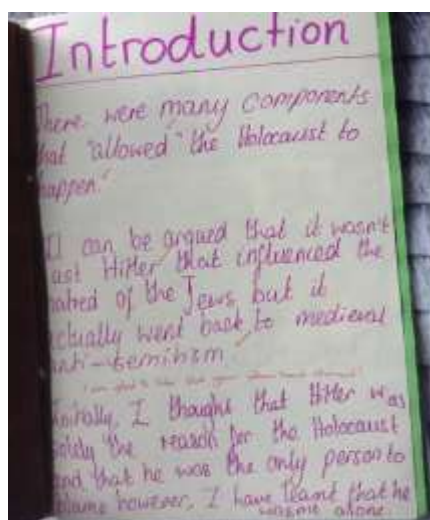 Introduction
There were many components
that "allowed" the Holocaust to
happen.'
It can be argued that it wasn't
just Hitler that influenced the
hatred of the Jews but it
actually went back to medieval
anti-semitism.
Initially, I thought that Hitler was
solely the reason for the Holocaust
and that he was the only person to
blame however, I have learnt that he
alone